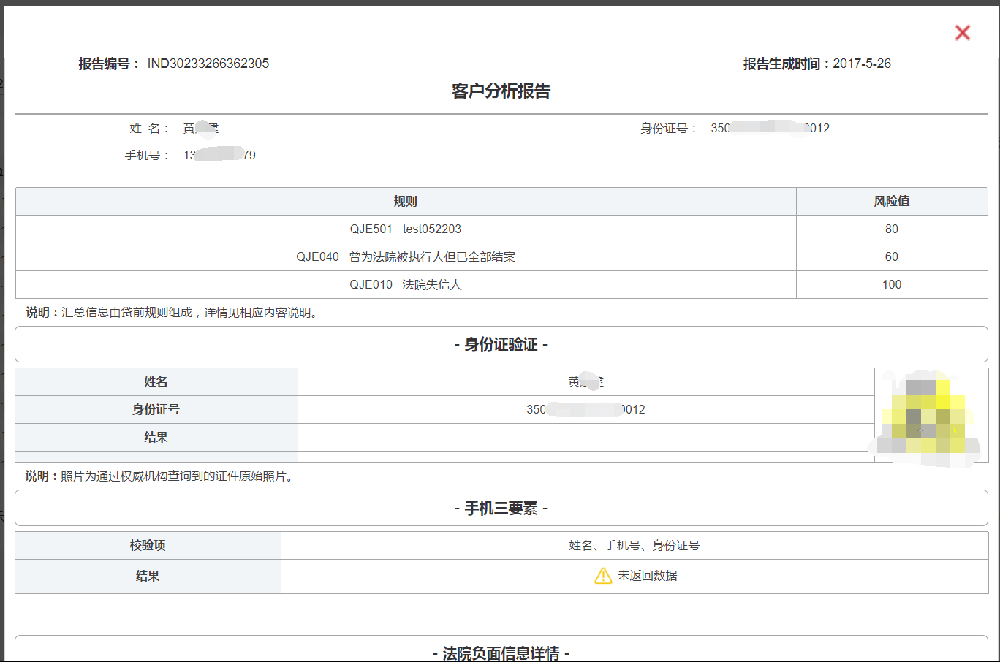 报告编号： IND30233266362305
报告生成时间：2017-5-26
客户分析报告
姓 名： 黄 建
身份证号： 350 0012
手机号： 13 79
规则 风险值
QJE501 test052203 80
QJE040 曾为法院被执行人但已全部结案 60
QJE010 法院失信人 100
说明：汇总信息由贷前规则组成，详情见相应内容说明。
- 身份证验证 -
姓名 黄 建
身份证号 350 0012
结果
说明：照片为通过权威机构查询到的证件原始照片。
- 手机三要素 -
校验项 姓名、手机号、身份证号
结果 未返回数据
- 法院负面信息详情 -